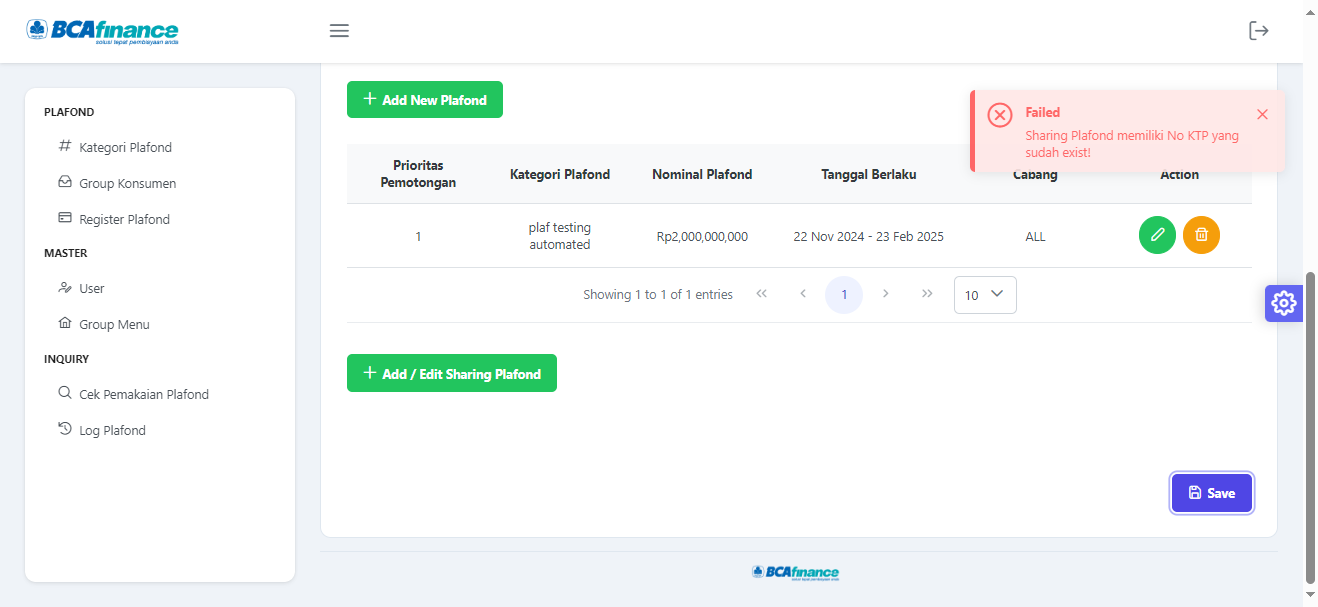 BCAfinance
solusi tepat pembiayaan anda
PLAFOND
Kategori Plafond
Group Konsumen
Register Plafond
MASTER
User
Group Menu
INQUIRY
Cek Pemakaian Plafond
Log Plafond
Add New Plafond
Failed
Sharing Plafond memiliki No KTP yang
sudah exist!
Prioritas
Pemotongan
Kategori Plafond
Nominal Plafond
Tanggal Berlaku
Cabang
Action
1
plaf testing
automated
Rp2,000,000,000
22 Nov 2024 - 23 Feb 2025
ALL
Showing 1 to 1 of 1 entries
1
10
Add / Edit Sharing Plafond
Save
BCAfinance